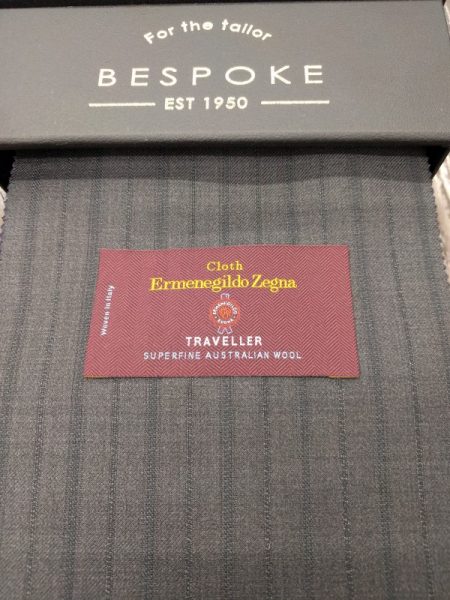 For the tailor
BESPOKE
EST 1950
Cloth
Ermenegildo Zegna
Woven in Italy
TRAVELLER
SUPERFINE AUSTRALIAN WOOL